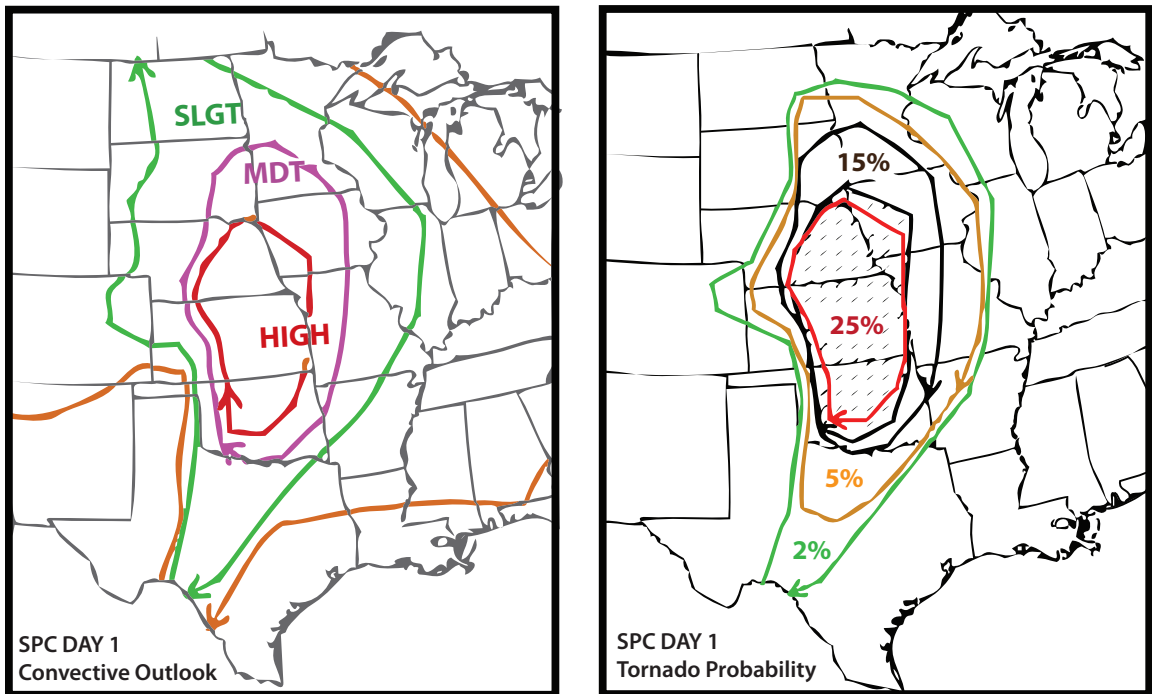 SLGT
MDT
HIGH
SPC DAY 1
Convective Outlook
15%
25%
5%
2%
SPC DAY 1
Tornado Probability